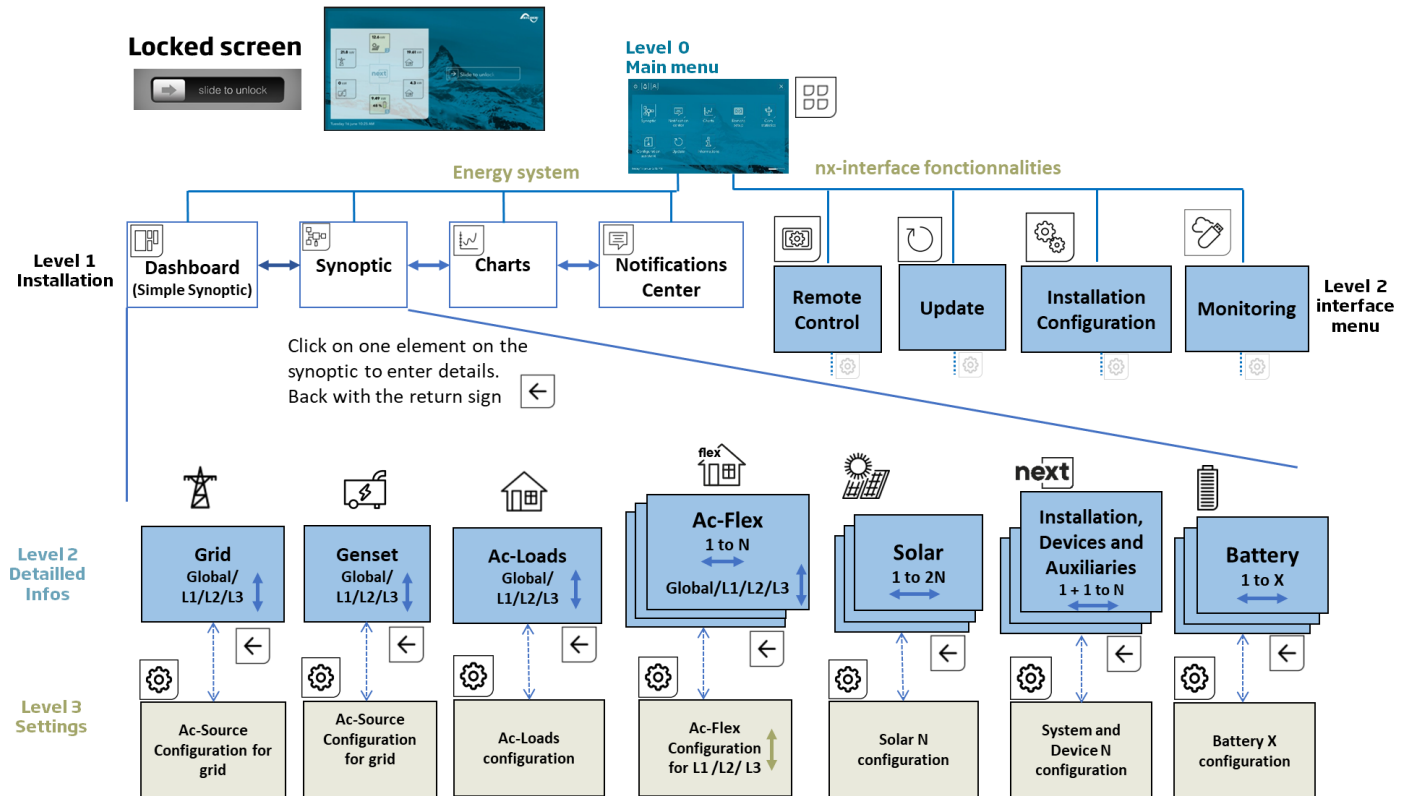 Locked screen
slide to unlock
next
Slide to unlock
Level 0
Main menu
Energy system
nx-interface fonctionnalities
Level 1
Installation
Dashboard
(Simple Synoptic)
Synoptic
Charts
Notifications
Center
Remote
Control
Update
Installation
Configuration
Monitoring
Level 2
interface
menu
Click on one element on the
synoptic to enter details.
Back with the return sign
flex
next
Level 2
Detailled
Infos
Grid
Global/
L1/L2/L3
Genset
Global/
L1/L2/L3
Ac-Loads
Global/
L1/L2/L3
Ac-Flex
1 to N
Global/L1/L2/L3
Solar
1 to 2N
Installation,
Devices and
Auxiliaries
1 + 1 to N
Battery
1 to X
Level 3
Settings
Ac-Source
Configuration for
grid
Ac-Source
Configuration
for grid
Ac-Loads
configuration
Ac-Flex
Configuration
for L1 /L2/ L3
Solar N
configuration
System and
Device N
configuration
Battery X
configuration